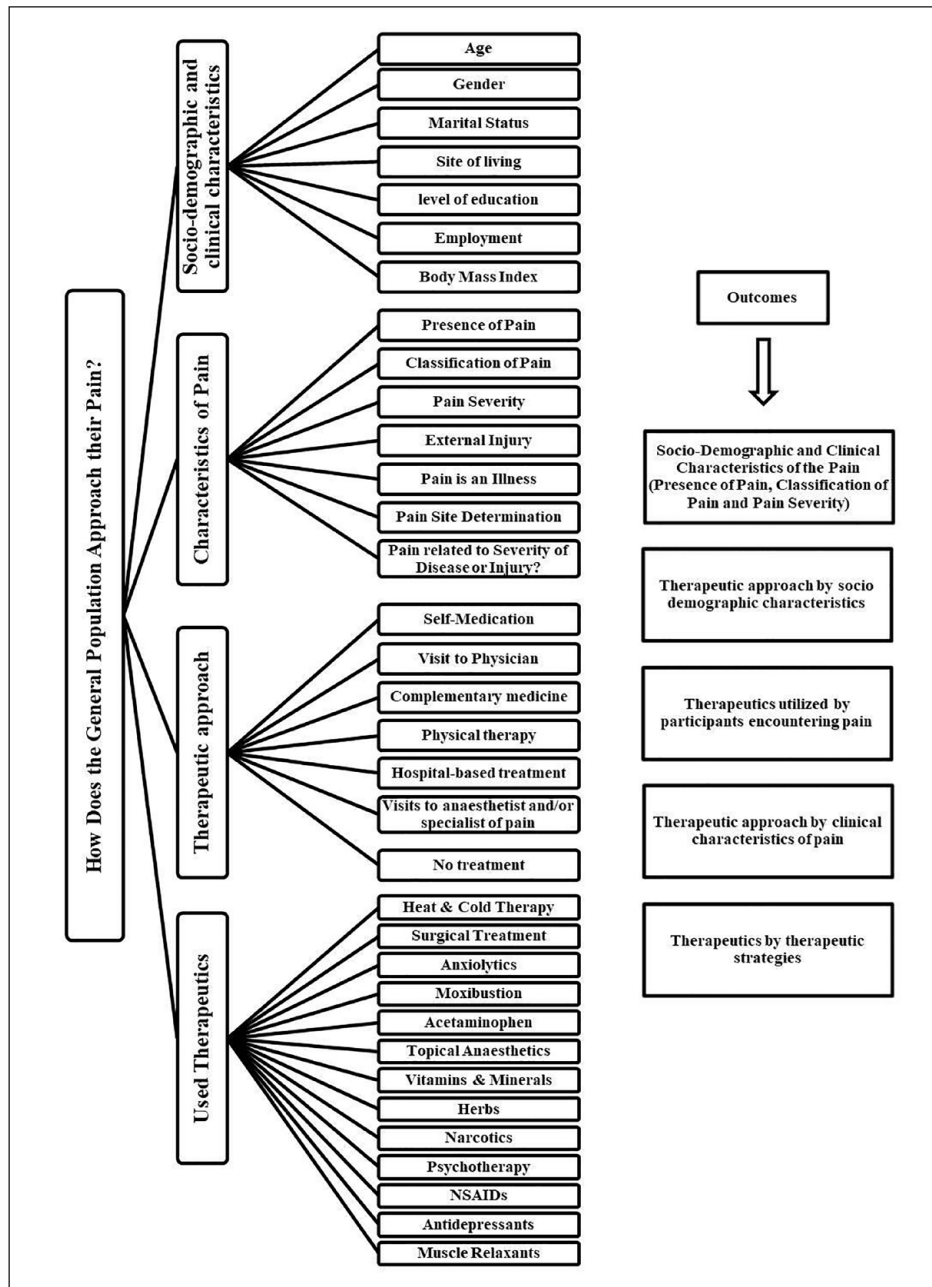 How Does the General Population Approach their Pain?
Socio-demographic and
clinical characteristics
Age
Gender
Marital Status
Site of living
level of education
Employment
Body Mass Index
Characteristics of Pain
Presence of Pain
Classification of Pain
Pain Severity
External Injury
Pain is an Illness
Pain Site Determination
Pain related to Severity of
Disease or Injury?
Therapeutic approach
Self-Medication
Visit to Physician
Complementary medicine
Physical therapy
Hospital-based treatment
Visits to anaesthetist and/or
specialist of pain
No treatment
Used Therapeutics
Heat & Cold Therapy
Surgical Treatment
Anxiolytics
Moxibustion
Acetaminophen
Topical Anaesthetics
Vitamins & Minerals
Herbs
Narcotics
Psychotherapy
NSAIDs
Antidepressants
Muscle Relaxants
Outcomes
Socio-Demographic and Clinical
Characteristics of the Pain
(Presence of Pain, Classification of
Pain and Pain Severity)
Therapeutic approach by socio
demographic characteristics
Therapeutics utilized by
participants encountering pain
Therapeutic approach by clinical
characteristics of pain
Therapeutics by therapeutic
strategies